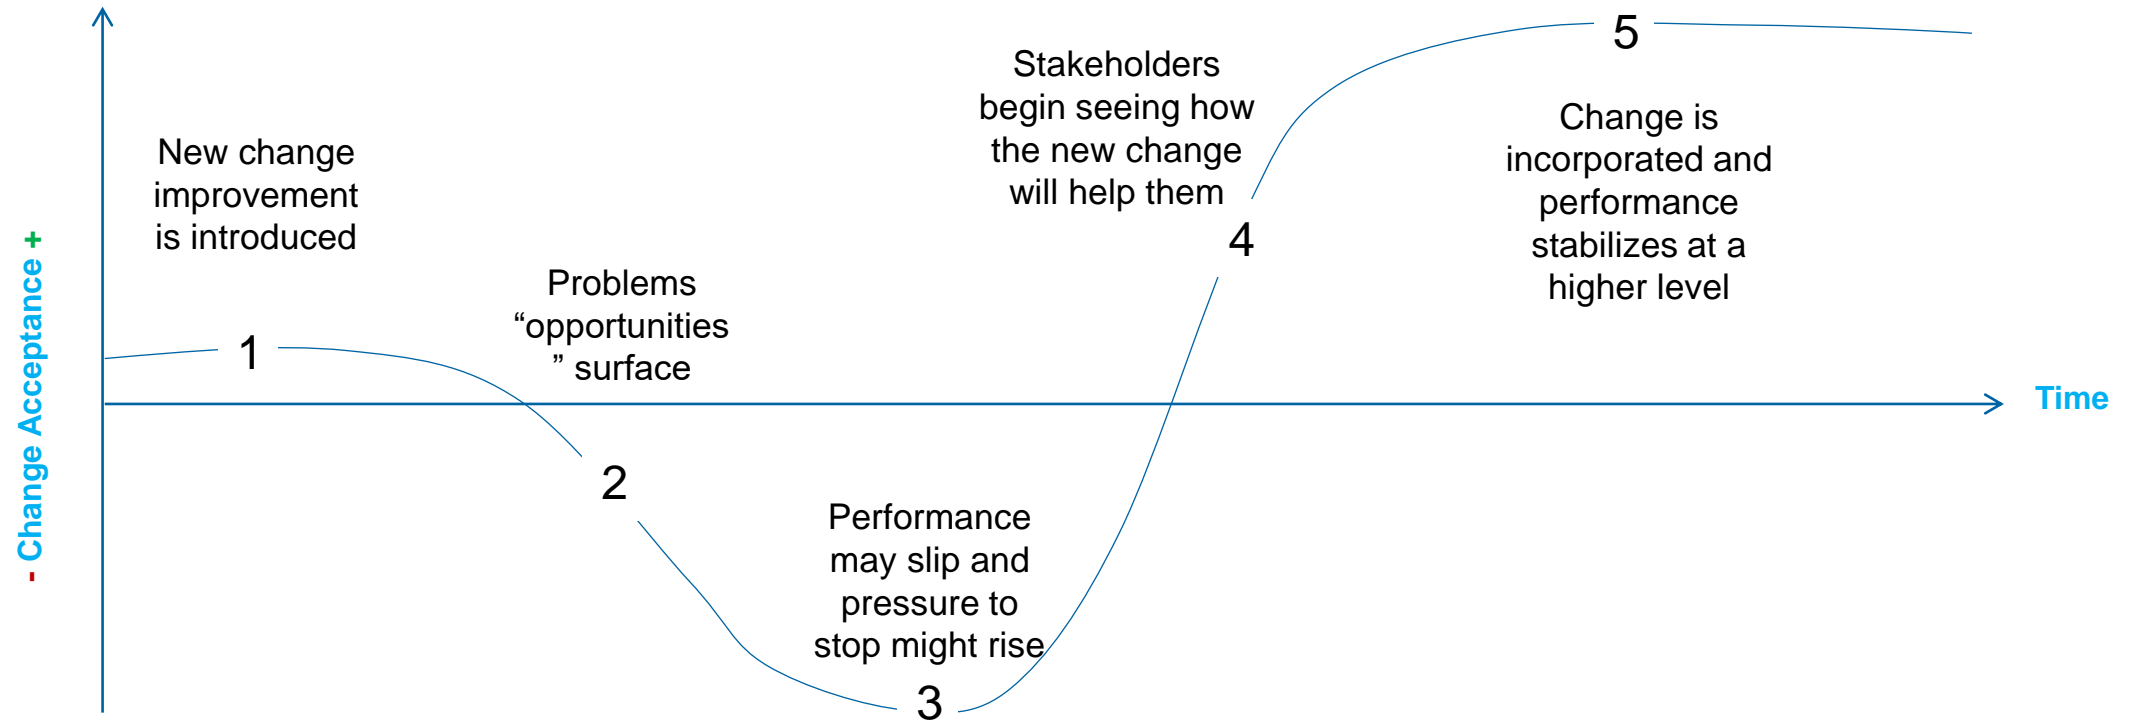 New change
improvement
is introduced
1
Problems
“opportunities
” surface
2
Performance
may slip and
pressure to
stop might rise
3
Stakeholders
begin seeing how
the new change
will help them
4
5
Change is
incorporated and
performance
stabilizes at a
higher level
- Change Acceptance +
Time